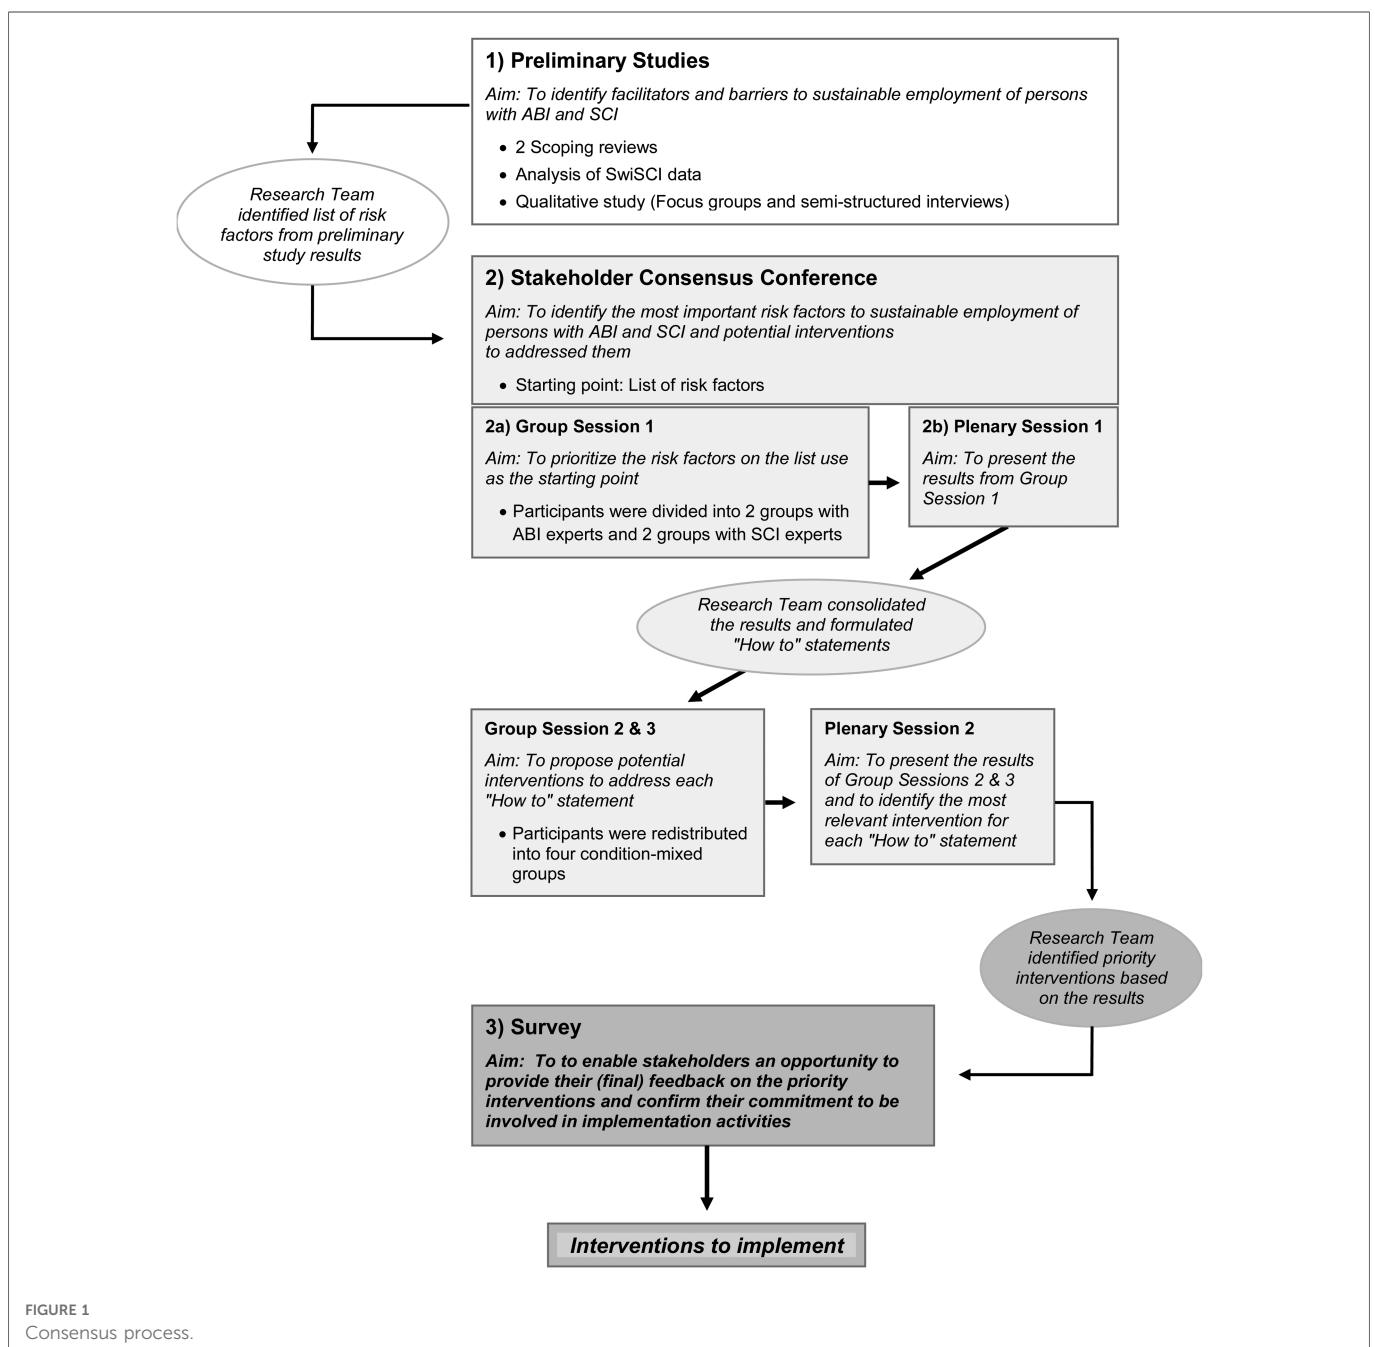 1) Preliminary Studies
Aim: To identify facilitators and barriers to sustainable employment of persons
with ABI and SCI
• 2 Scoping reviews
• Analysis of SwiSCI data
• Qualitative study (Focus groups and semi-structured interviews)
Research Team
identified list of risk
factors from preliminary
study results
2) Stakeholder Consensus Conference
Aim: To identify the most important risk factors to sustainable employment of
persons with ABI and SCI and potential interventions
to addressed them
• Starting point: List of risk factors
2a) Group Session 1
Aim: To prioritize the risk factors on the list use
as the starting point
• Participants were divided into 2 groups with
ABI experts and 2 groups with SCI experts
2b) Plenary Session 1
Aim: To present the
results from Group
Session 1
Research Team consolidated
the results and formulated
"How to" statements
Group Session 2 & 3
Aim: To propose potential
interventions to address each
"How to" statement
• Participants were redistributed
into four condition-mixed
groups
Plenary Session 2
Aim: To present the results
of Group Sessions 2 & 3
and to identify the most
relevant intervention for
each "How to" statement
Research Team
identified priority
interventions based
on the results
3) Survey
Aim: To to enable stakeholders an opportunity to
provide their (final) feedback on the priority
interventions and confirm their commitment to be
involved in implementation activities
Interventions to implement
FIGURE 1
Consensus process.